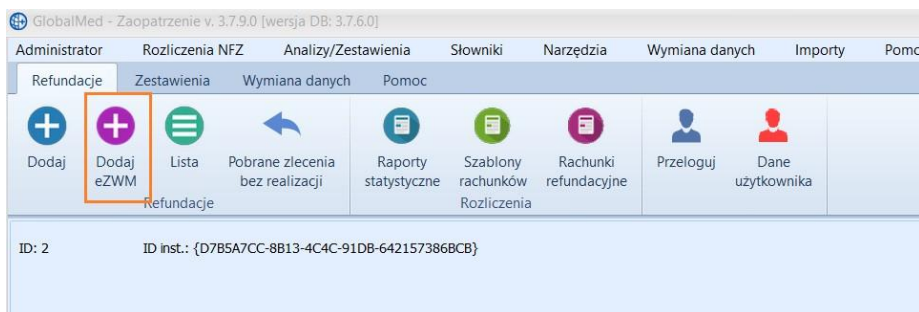 GlobalMed - Zaopatrzenie v. 3.7.9.0 [wersja DB: 3.7.6.0]
Administrator Rozliczenia NFZ Analizy/Zestawienia Słowniki Narzędzia Wymiana danych Importy Pomo
Refundacje Zestawienia Wymiana danych Pomoc
Dodaj Dodaj Lista Pobrane zlecenia Raporty Szablony Rachunki Przeloguj Dane
eZWM bez realizacji statystyczne rachunków refundacyjne użytkownika
Refundacje Rozliczenia
ID: 2 ID inst.: {D7B5A7CC-8B13-4C4C-91DB-642157386BCB}